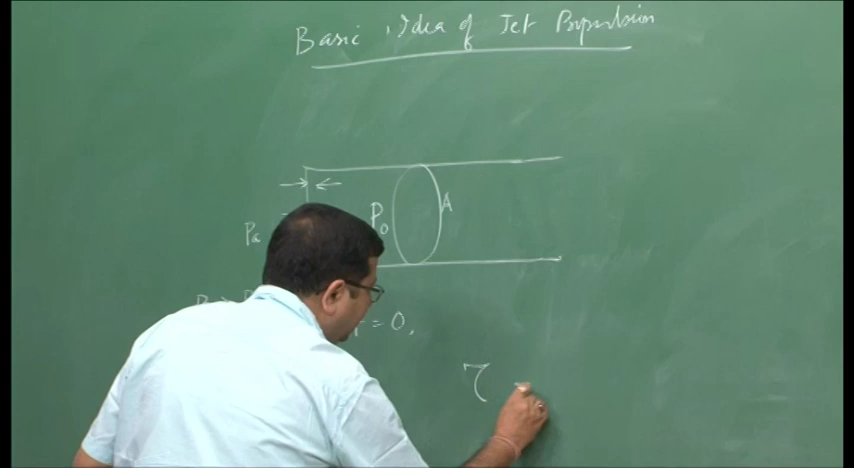 Basic Idea of Jet Propulsion
Pa P₀ A
= 0,